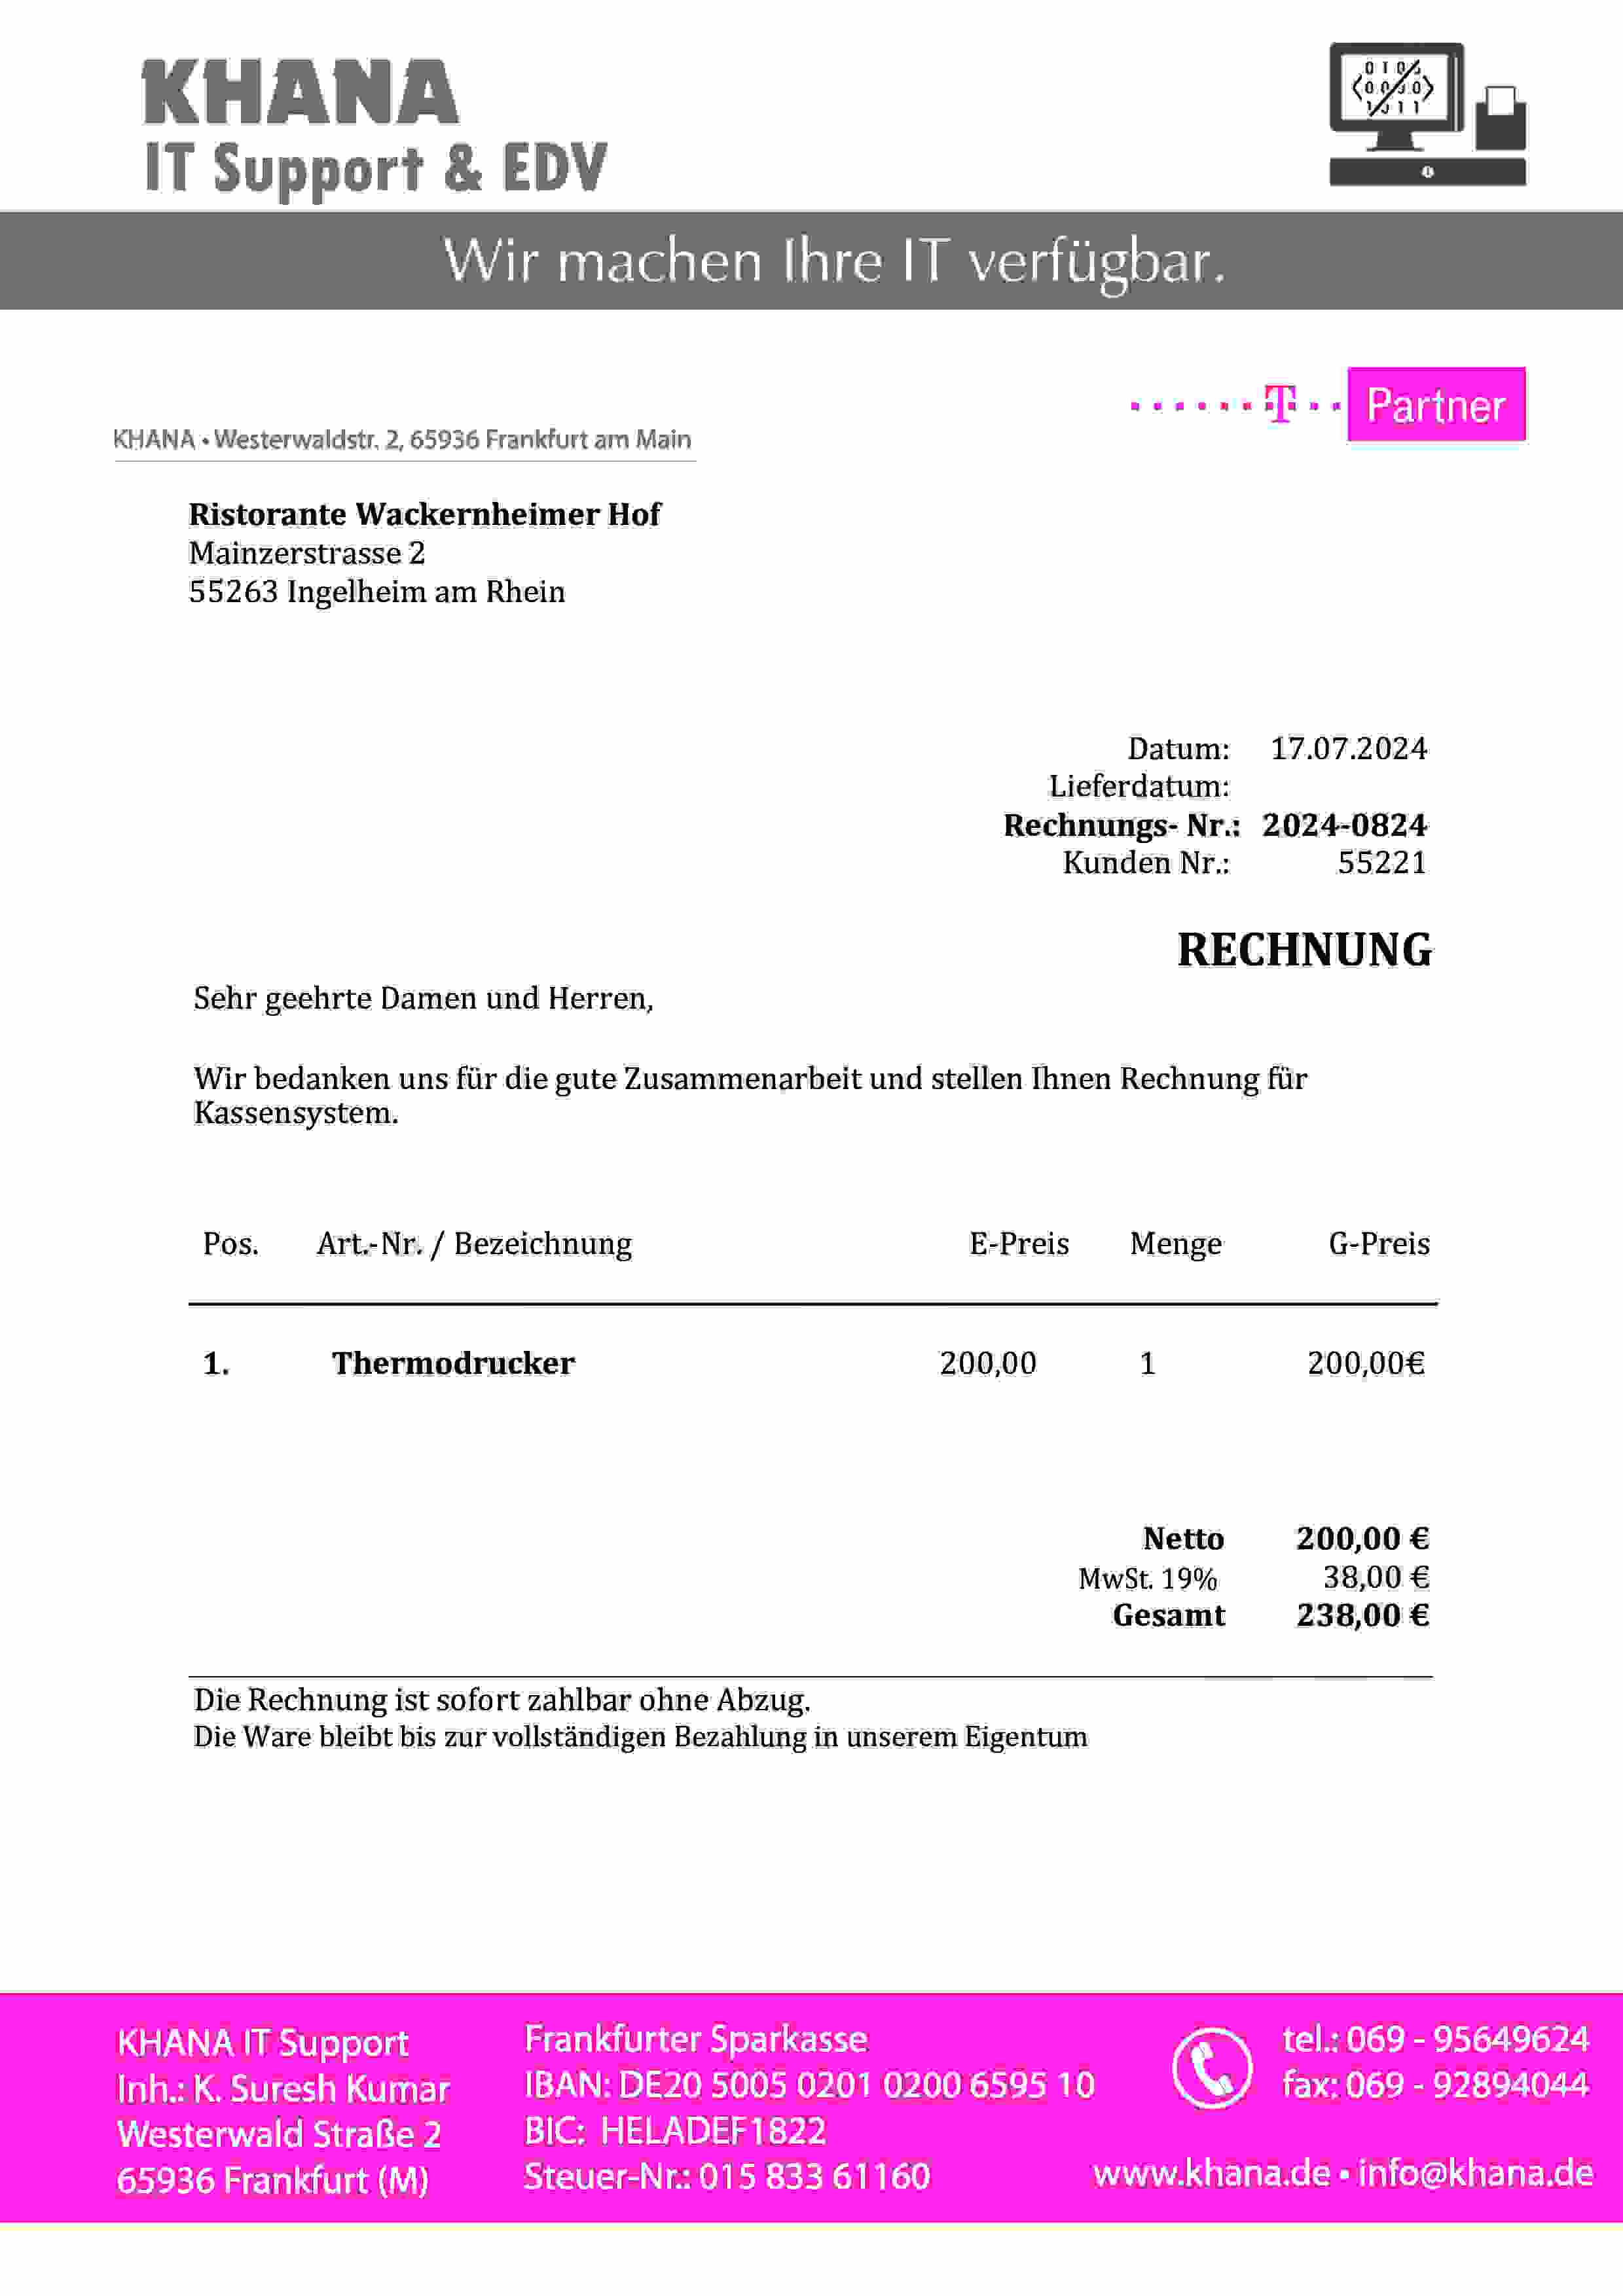 KHANA
IT Support & EDV
Wir machen Ihre IT verfügbar.
T Partner
KHANA • Westerwaldstr. 2, 65936 Frankfurt am Main
Ristorante Wackernheimer Hof
Mainzerstrasse 2
55263 Ingelheim am Rhein
Datum: 17.07.2024
Lieferdatum:
Rechnungs- Nr.: 2024-0824
Kunden Nr.: 55221
RECHNUNG
Sehr geehrte Damen und Herren,
Wir bedanken uns für die gute Zusammenarbeit und stellen Ihnen Rechnung für
Kassensystem.
Pos. Art.-Nr. / Bezeichnung E-Preis Menge G-Preis
1. Thermodrucker 200,00 1 200,00€
Netto 200,00 €
MwSt. 19% 38,00 €
Gesamt 238,00 €
Die Rechnung ist sofort zahlbar ohne Abzug.
Die Ware bleibt bis zur vollständigen Bezahlung in unserem Eigentum
KHANA IT Support
Inh.: K. Suresh Kumar
Westerwald Straße 2
65936 Frankfurt (M)
Frankfurter Sparkasse
IBAN: DE20 5005 0201 0200 6595 10
BIC: HELADEF1822
Steuer-Nr.: 015 833 61160
tel.: 069 - 95649624
fax: 069 - 92894044
www.khana.de • info@khana.de